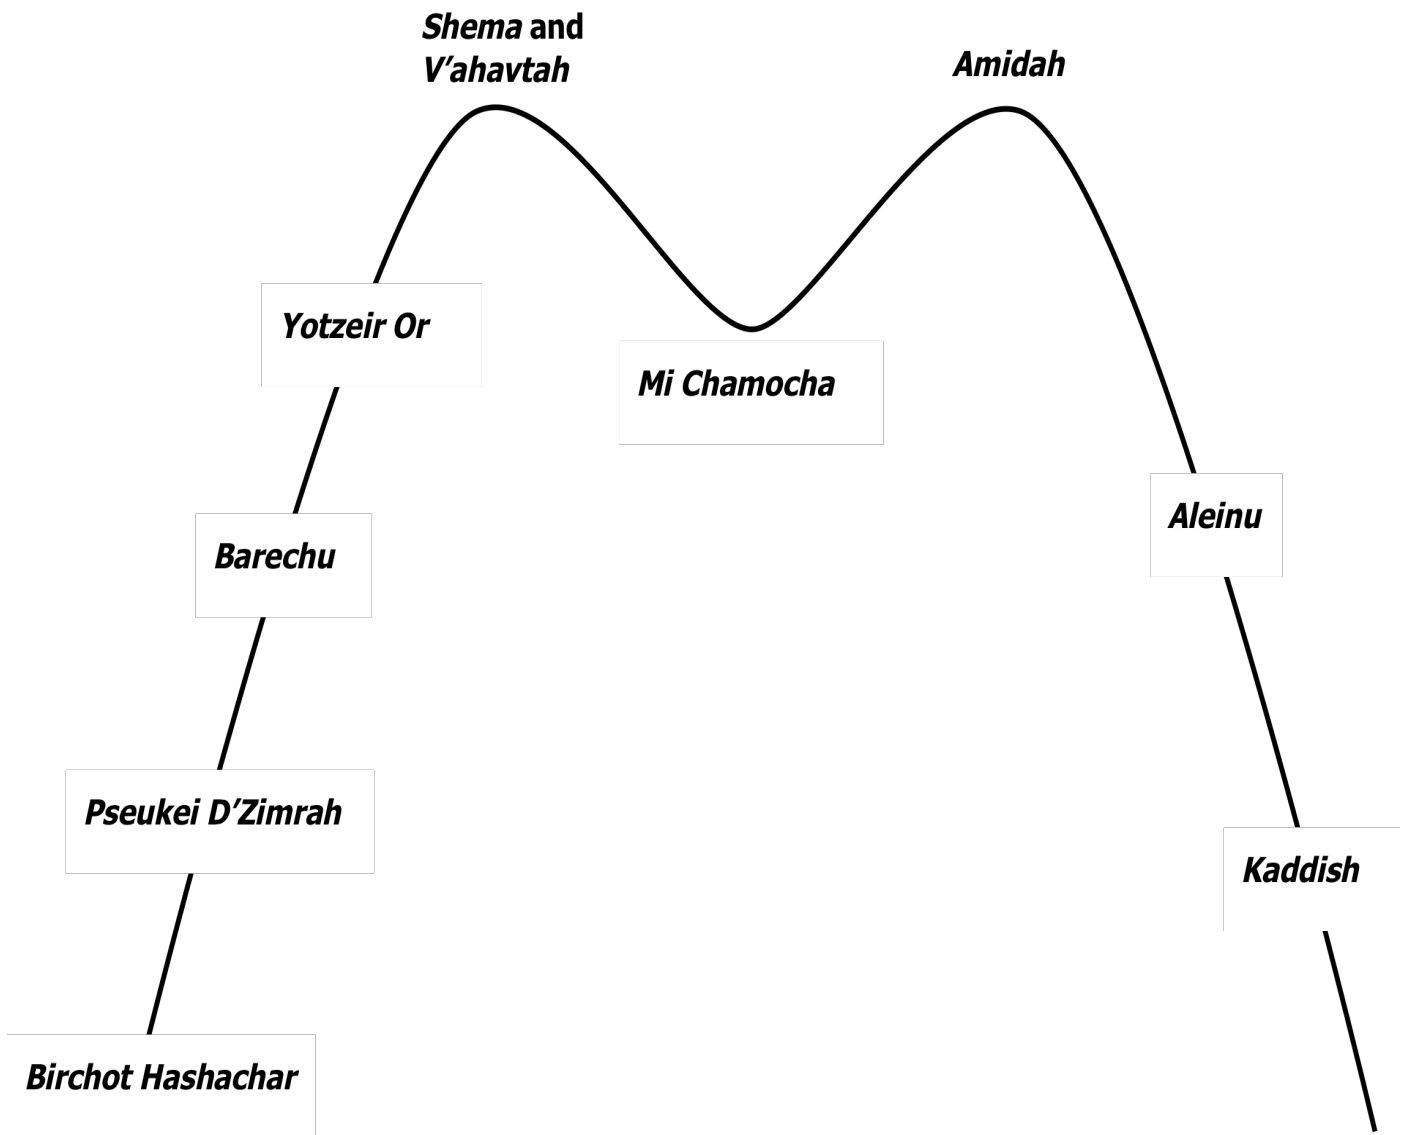 Shema and
V’ahavtah
Amidah
Yotzeir Or
Mi Chamocha
Barechu
Aleinu
Pseukei D’Zimrah
Kaddish
Birchot Hashachar